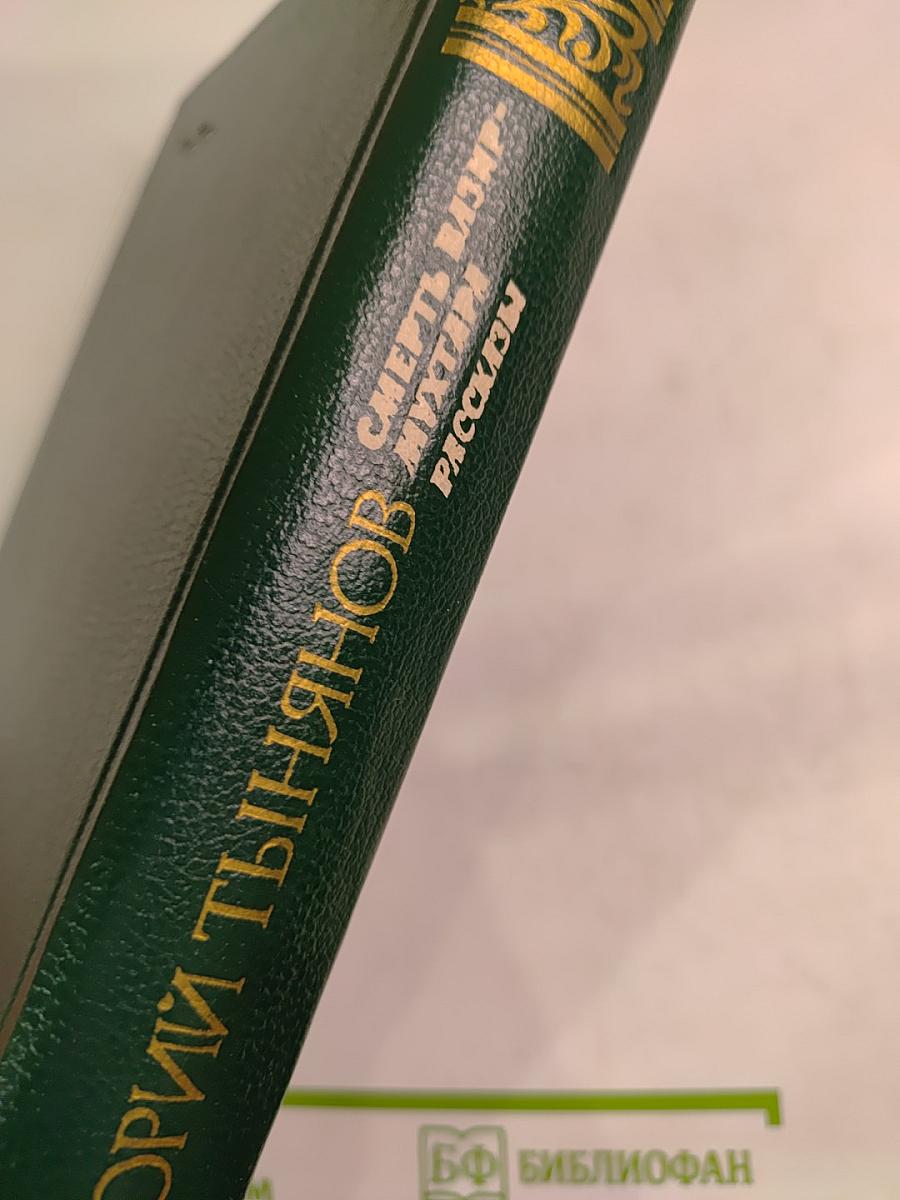 ОРИЙ ТЫНЯНОВ
СМЕРТЬ ВАЗИР-
МУХТАРА
РАССКАЗЫ
БФ БИБЛИОФАН
м